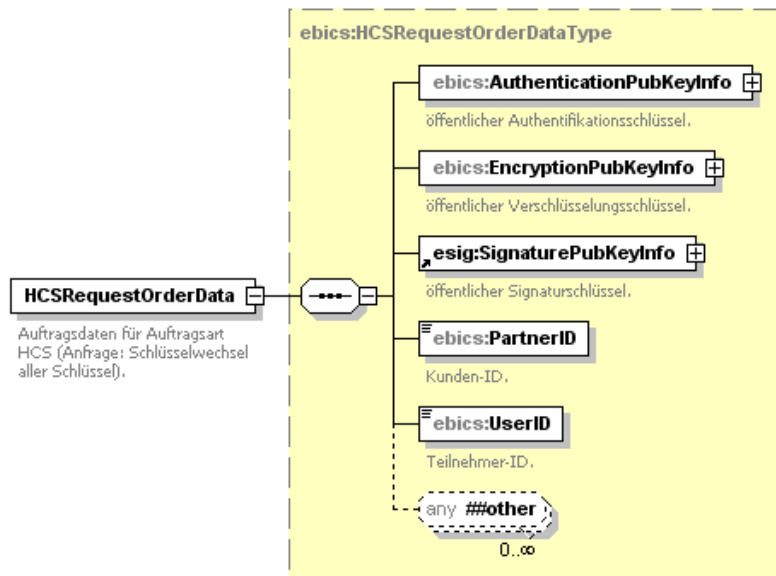 ebics:HCSRequestOrderDataType
ebics:AuthenticationPubKeyInfo
öffentlicher Authentifikationsschlüssel.
ebics:EncryptionPubKeyInfo
öffentlicher Verschlüsselungsschlüssel.
esig:SignaturePubKeyInfo
öffentlicher Signaturschlüssel.
HCSRequestOrderData
Auftragsdaten für Auftragsart
HCS (Anfrage: Schlüsselwechsel
aller Schlüssel).
ebics:PartnerID
Kunden-ID.
ebics:UserID
Teilnehmer-ID.
any ##other
0..∞